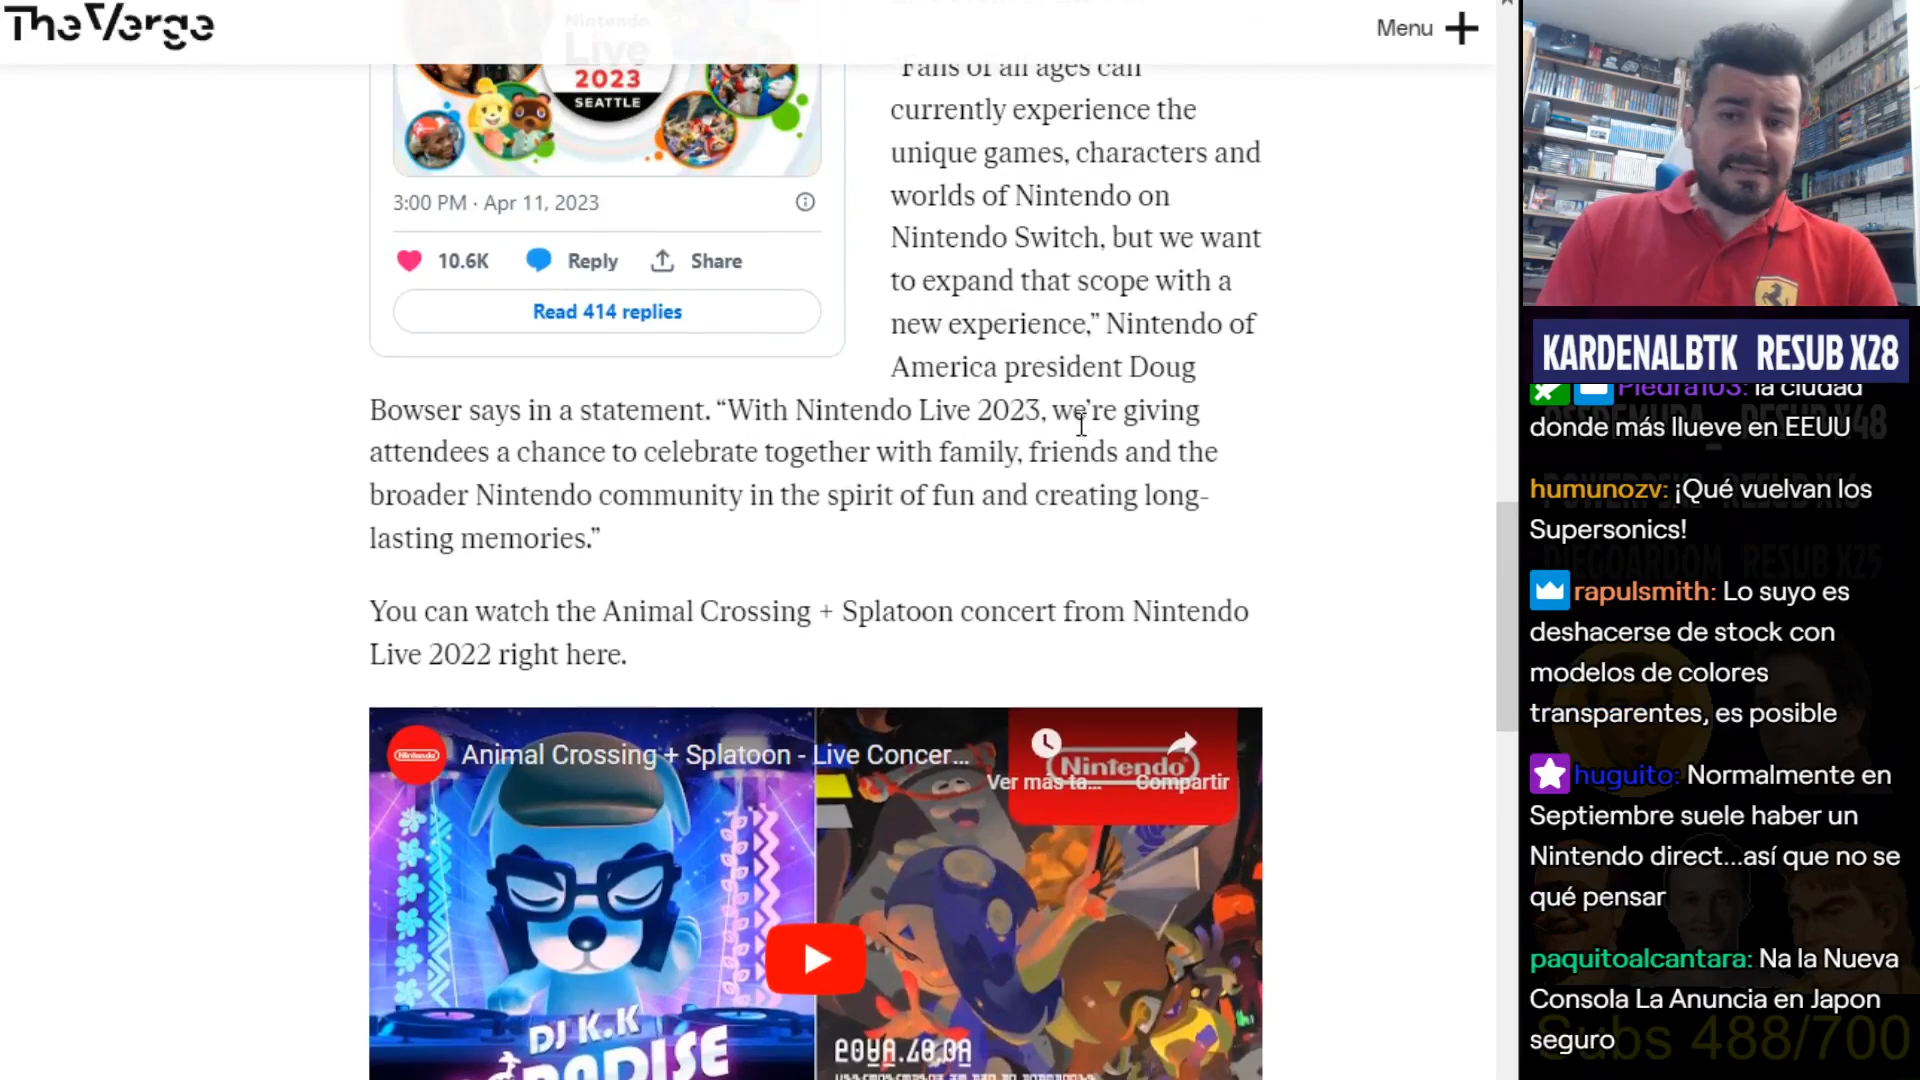 The Verge
Menu
Nintendo
Live
2023
SEATTLE
3:00 PM · Apr 11, 2023
10.6K
Reply
Share
Read 414 replies
“Fans of all ages can
currently experience the
unique games, characters and
worlds of Nintendo on
Nintendo Switch, but we want
to expand that scope with a
new experience,” Nintendo of
America president Doug
Bowser says in a statement. “With Nintendo Live 2023, we’re giving
attendees a chance to celebrate together with family, friends and the
broader Nintendo community in the spirit of fun and creating long-
lasting memories.”
You can watch the Animal Crossing + Splatoon concert from Nintendo
Live 2022 right here.
Nintendo
Animal Crossing + Splatoon - Live Concer...
Nintendo
Ver más ta...
Compartir
DJ K.K
PARADISE
KARDENALBTK RESUB X28
Piedra103: la ciudad
donde más llueve en EEUU
humunozv: ¡Qué vuelvan los
Supersonics!
rapulsmith: Lo suyo es
deshacerse de stock con
modelos de colores
transparentes, es posible
huguito: Normalmente en
Septiembre suele haber un
Nintendo direct...así que no se
qué pensar
paquitoalcantara: Na la Nueva
Consola La Anuncia en Japon
seguro
Subs 488/700